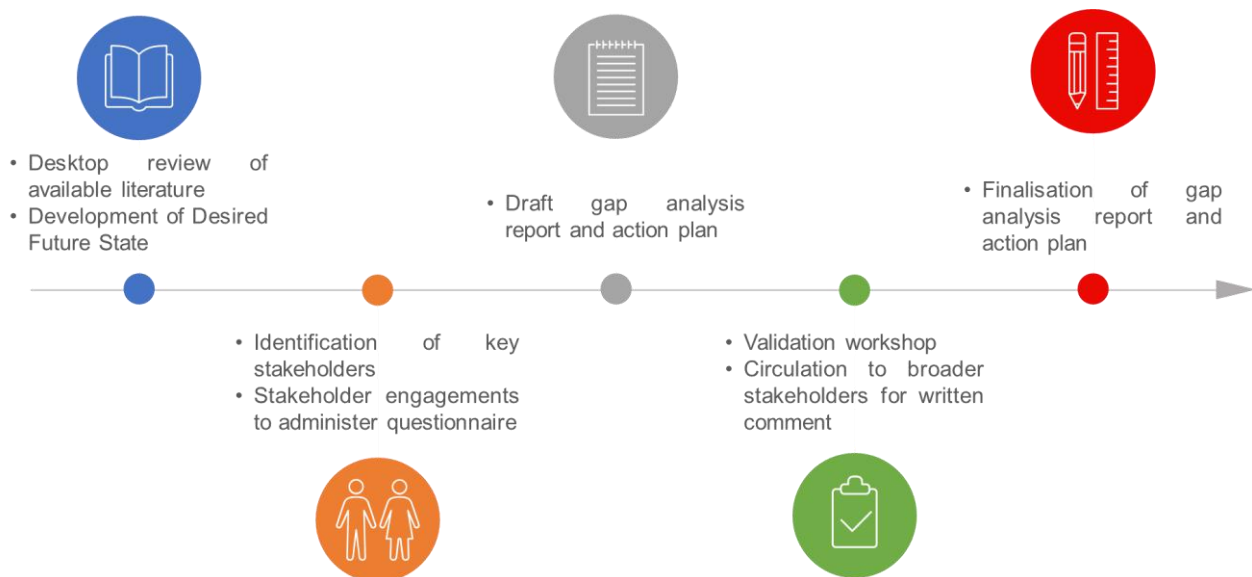 • Desktop review of
available literature
• Development of Desired
Future State
• Identification of key
stakeholders
• Stakeholder engagements
to administer questionnaire
• Draft gap analysis
report and action plan
• Validation workshop
• Circulation to broader
stakeholders for written
comment
• Finalisation of gap
analysis report and
action plan